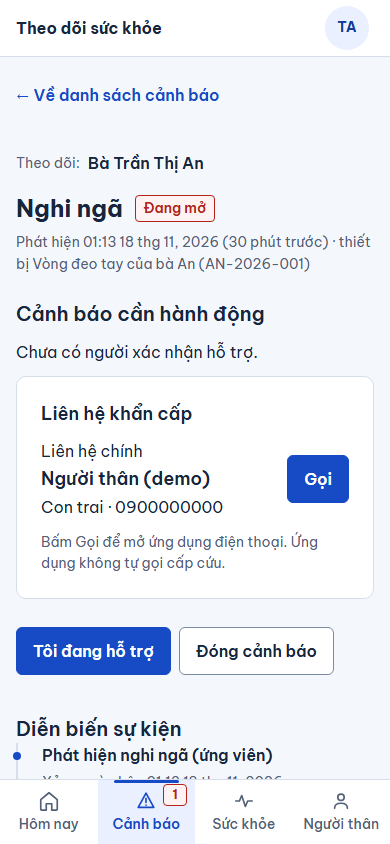 Theo dõi sức khỏe
TA
← Về danh sách cảnh báo
Theo dõi: Bà Trần Thị An
Nghi ngã
Đang mở
Phát hiện 01:13 18 thg 11, 2026 (30 phút trước) · thiết
bị Vòng đeo tay của bà An (AN-2026-001)
Cảnh báo cần hành động
Chưa có người xác nhận hỗ trợ.
Liên hệ khẩn cấp
Liên hệ chính
Người thân (demo)
Con trai · 0900000000
Gọi
Bấm Gọi để mở ứng dụng điện thoại. Ứng
dụng không tự gọi cấp cứu.
Tôi đang hỗ trợ
Đóng cảnh báo
Diễn biến sự kiện
Phát hiện nghi ngã (ứng viên)
1
Hôm nay
Cảnh báo
Sức khỏe
Người thân